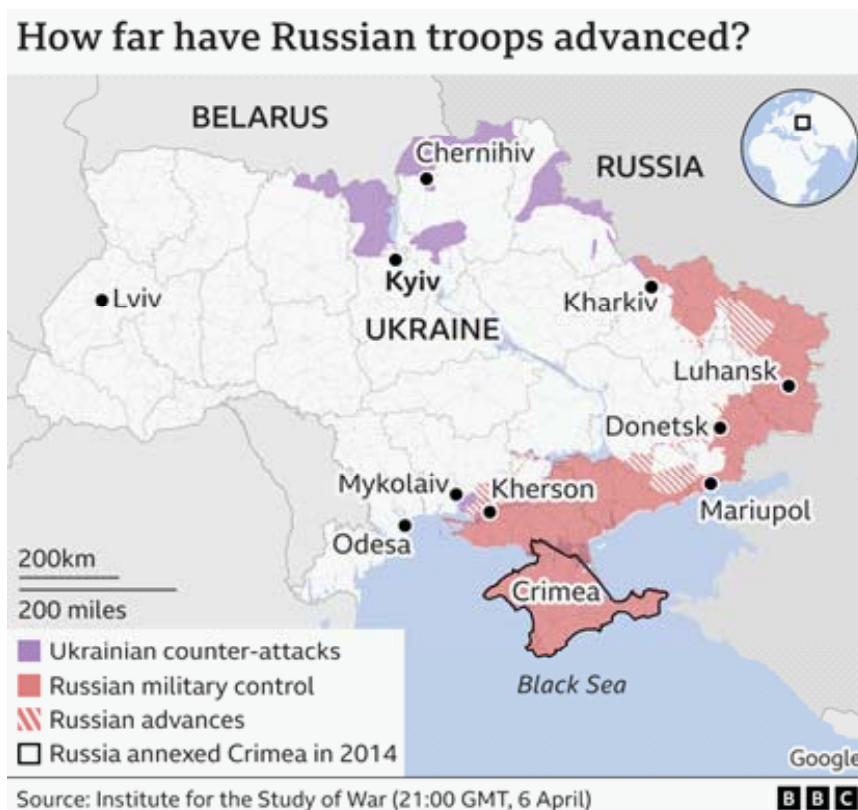 How far have Russian troops advanced?
BELARUS
RUSSIA
Chernihiv
Kyiv
Lviv
Kharkiv
UKRAINE
Luhansk
Donetsk
Mykolaiv
Kherson
Mariupol
Odesa
200km
200 miles
Crimea
Black Sea
Ukrainian counter-attacks
Russian military control
Russian advances
Russia annexed Crimea in 2014
Google
Source: Institute for the Study of War (21:00 GMT, 6 April)
BBC